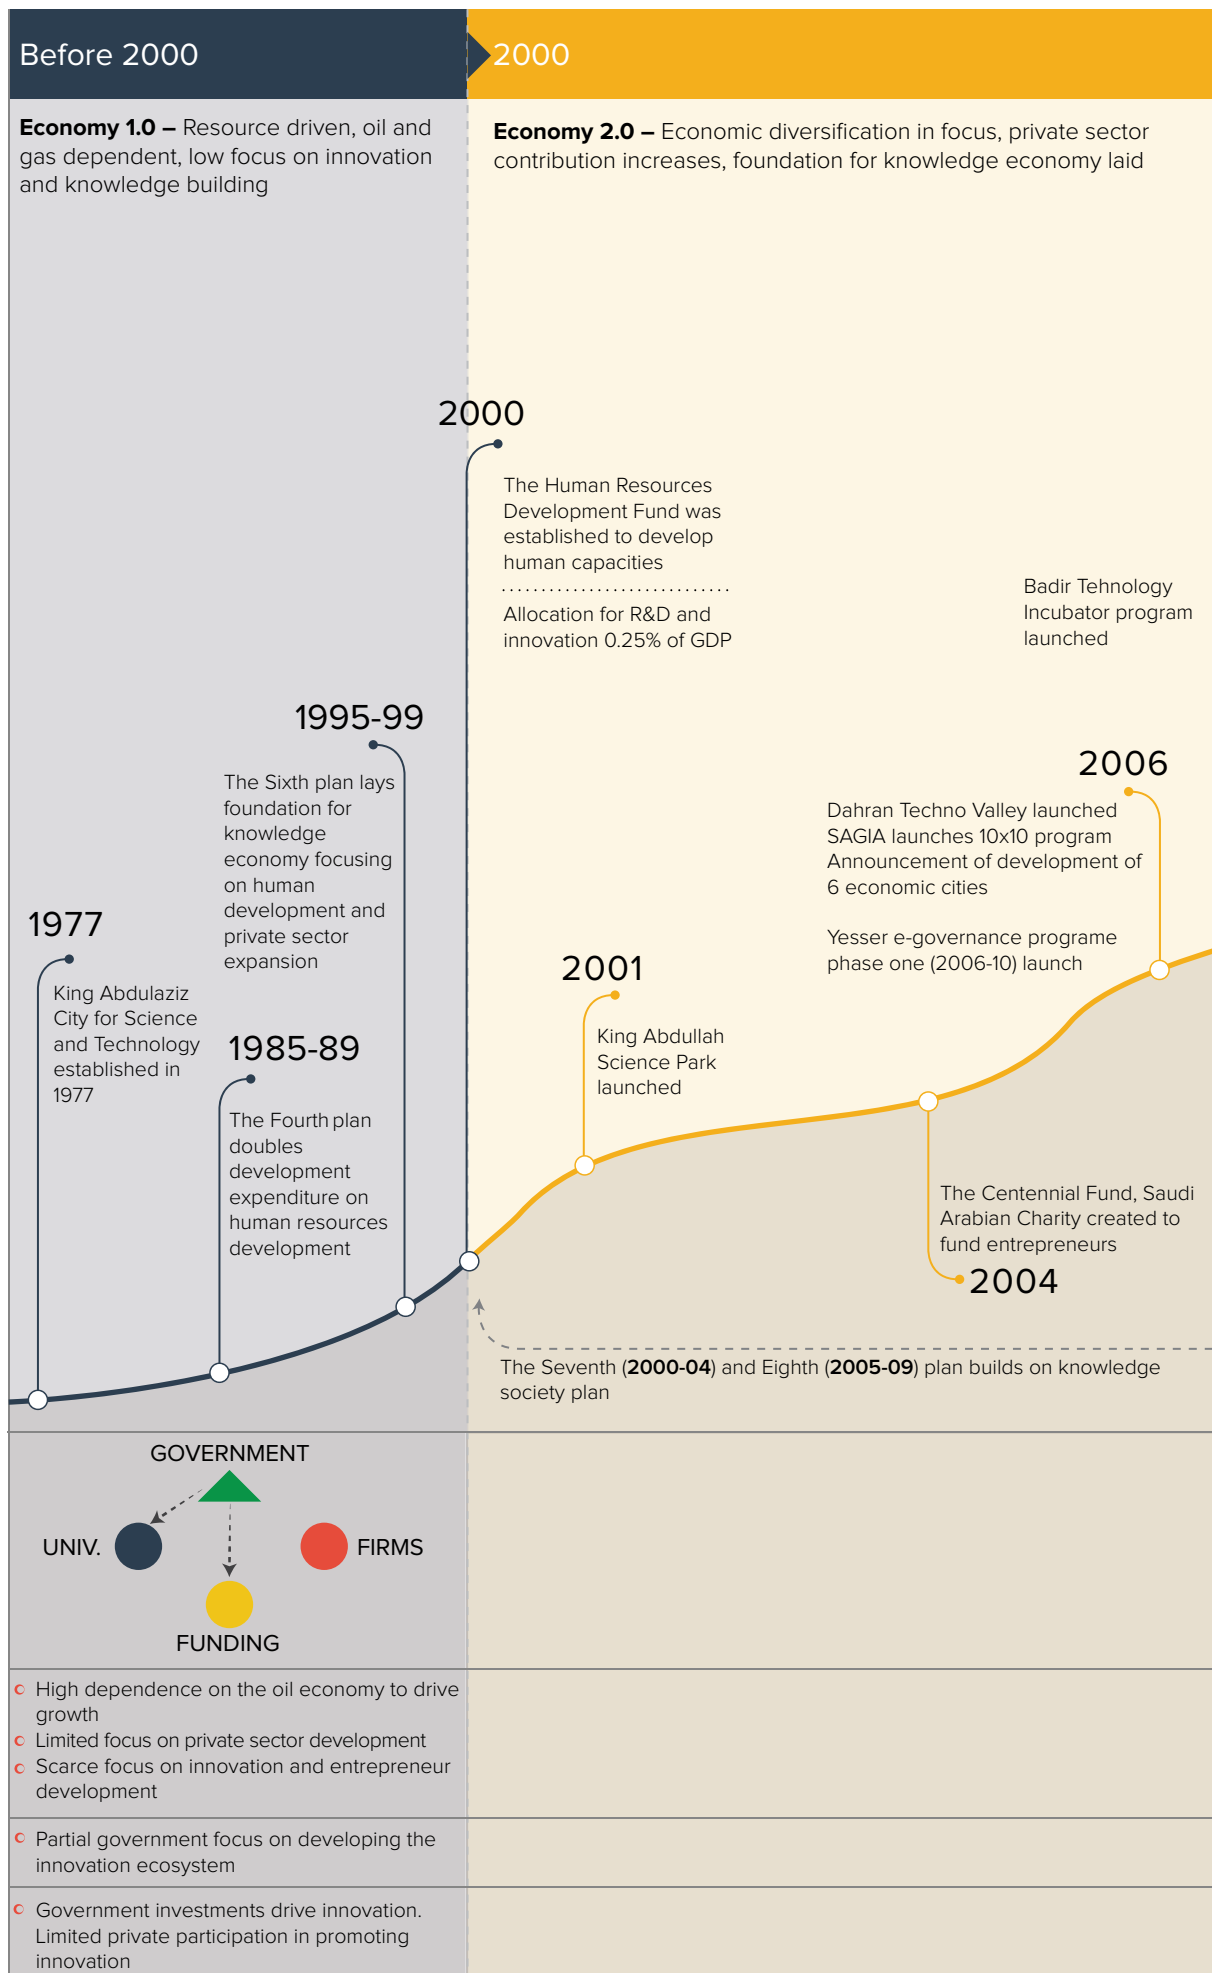 Before 2000
2000
Economy 1.0 – Resource driven, oil and
gas dependent, low focus on innovation
and knowledge building
Economy 2.0 – Economic diversification in focus, private sector
contribution increases, foundation for knowledge economy laid
2000
The Human Resources
Development Fund was
established to develop
human capacities
Allocation for R&D and
innovation 0.25% of GDP
Badir Tehnology
Incubator program
launched
1995-99
The Sixth plan lays
foundation for
knowledge
economy focusing
on human
development and
private sector
expansion
2006
Dahran Techno Valley launched
SAGIA launches 10x10 program
Announcement of development of
6 economic cities
Yesser e-governance programe
phase one (2006-10) launch
1977
King Abdulaziz
City for Science
and Technology
established in
1977
2001
King Abdullah
Science Park
launched
1985-89
The Fourth plan
doubles
development
expenditure on
human resources
development
The Centennial Fund, Saudi
Arabian Charity created to
fund entrepreneurs
2004
The Seventh (2000-04) and Eighth (2005-09) plan builds on knowledge
society plan
GOVERNMENT
UNIV.
FIRMS
FUNDING
High dependence on the oil economy to drive
growth
Limited focus on private sector development
Scarce focus on innovation and entrepreneur
development
Partial government focus on developing the
innovation ecosystem
Government investments drive innovation.
Limited private participation in promoting
innovation